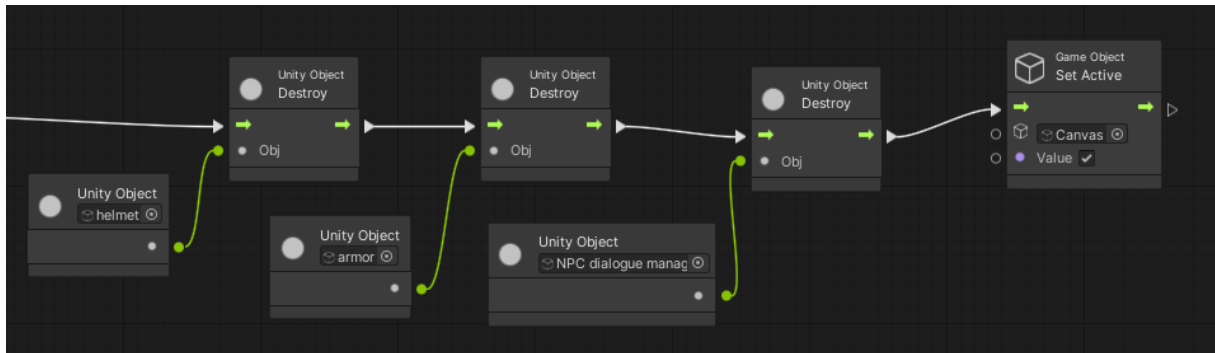 Unity Object
Destroy
Obj
Unity Object
Destroy
Obj
Unity Object
Destroy
Obj
Game Object
Set Active
Canvas
Value
Unity Object
helmet
Unity Object
armor
Unity Object
NPC dialogue manag